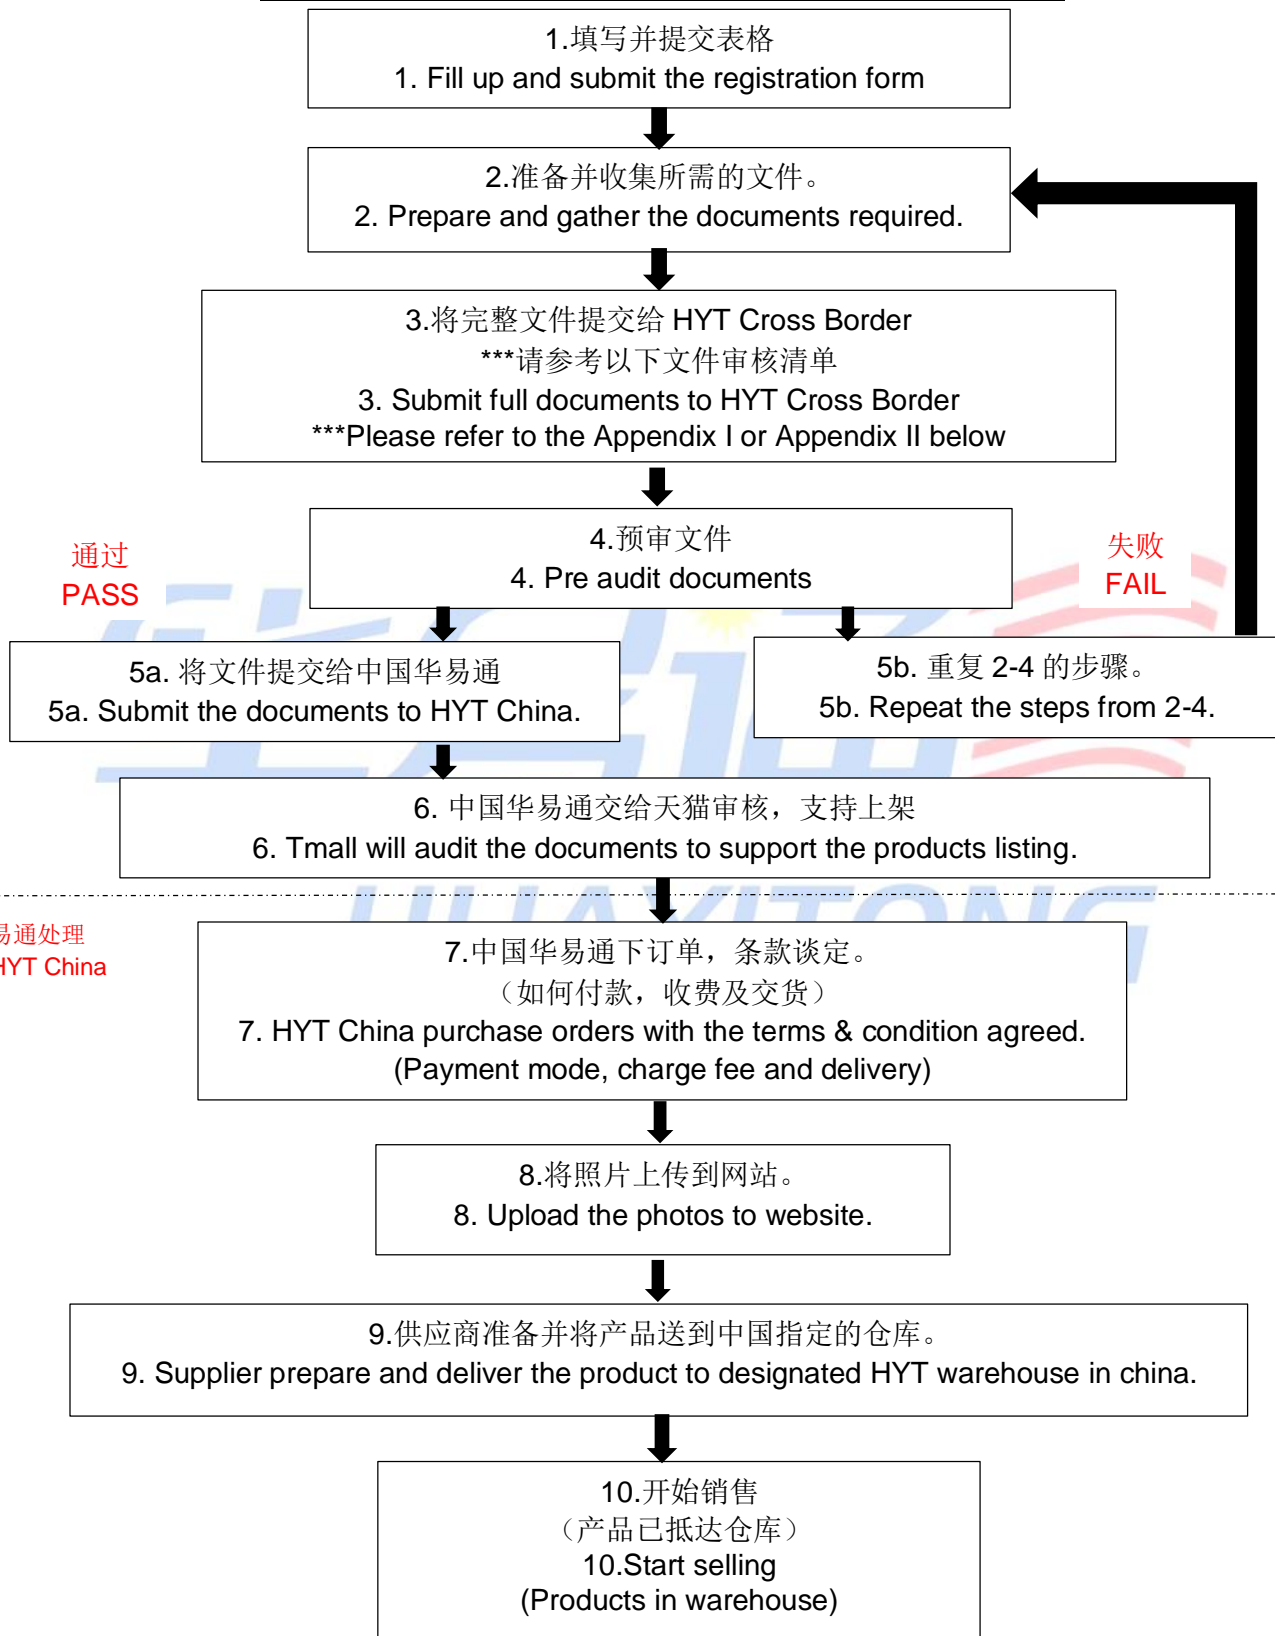 1.填写并提交表格
1. Fill up and submit the registration form
2.准备并收集所需的文件。
2. Prepare and gather the documents required.
3.将完整文件提交给 HYT Cross Border
***请参考以下文件审核清单
3. Submit full documents to HYT Cross Border
***Please refer to the Appendix I or Appendix II below
4.预审文件
4. Pre audit documents
通过
PASS
失败
FAIL
5a. 将文件提交给中国华易通
5a. Submit the documents to HYT China.
5b. 重复 2-4 的步骤。
5b. Repeat the steps from 2-4.
6. 中国华易通交给天猫审核，支持上架
6. Tmall will audit the documents to support the products listing.
华易通
HUAYITONG
易通处理
HYT China
7.中国华易通下订单，条款谈定。
（如何付款，收费及交货）
7. HYT China purchase orders with the terms & condition agreed.
(Payment mode, charge fee and delivery)
8.将照片上传到网站。
8. Upload the photos to website.
9.供应商准备并将产品送到中国指定的仓库。
9. Supplier prepare and deliver the product to designated HYT warehouse in china.
10.开始销售
（产品已抵达仓库）
10.Start selling
(Products in warehouse)